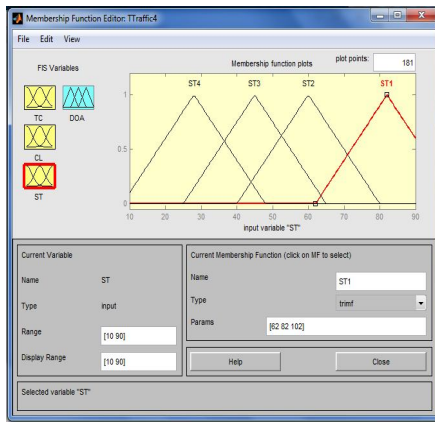 Membership Function Editor: TTraffic4
File Edit View
FIS Variables
Membership function plots
plot points:
181
TC
DOA
CL
ST
ST4 ST3 ST2 ST1
1
0.5
0
10 20 30 40 50 60 70 80 90
input variable "ST"
Current Variable
Name ST
Type input
Range [10 90]
Display Range [10 90]
Current Membership Function (click on MF to select)
Name ST1
Type trimf
Params [62 82 102]
Help Close
Selected variable "ST"